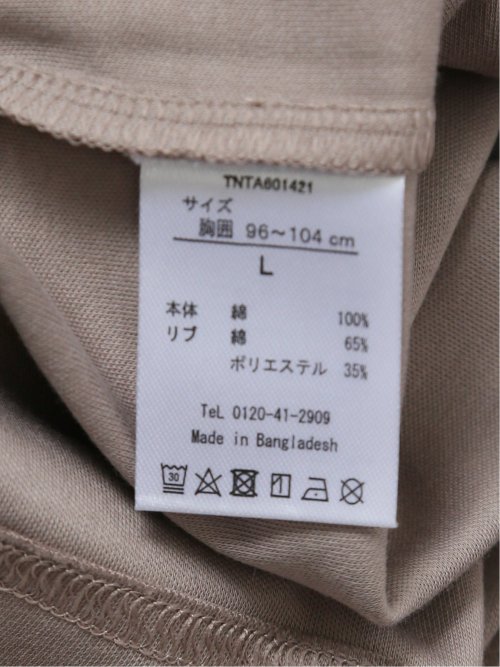 TNTA601421
サイズ
胸囲 96～104 cm
L
本体 綿 100%
リブ 綿 65%
ポリエステル 35%
TeL 0120-41-2909
Made in Bangladesh
30